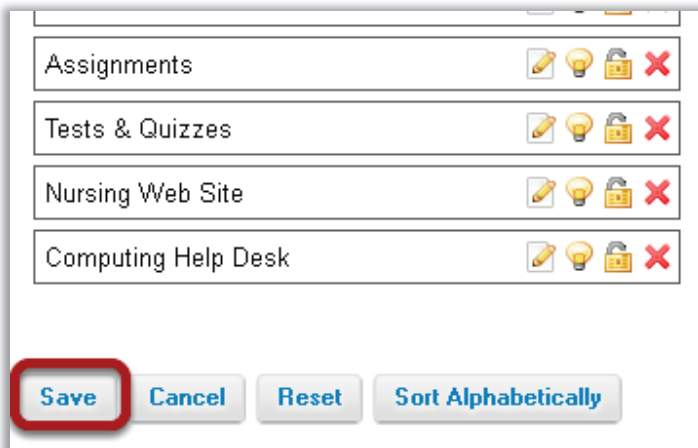 Assignments
Tests & Quizzes
Nursing Web Site
Computing Help Desk
Save Cancel Reset Sort Alphabetically